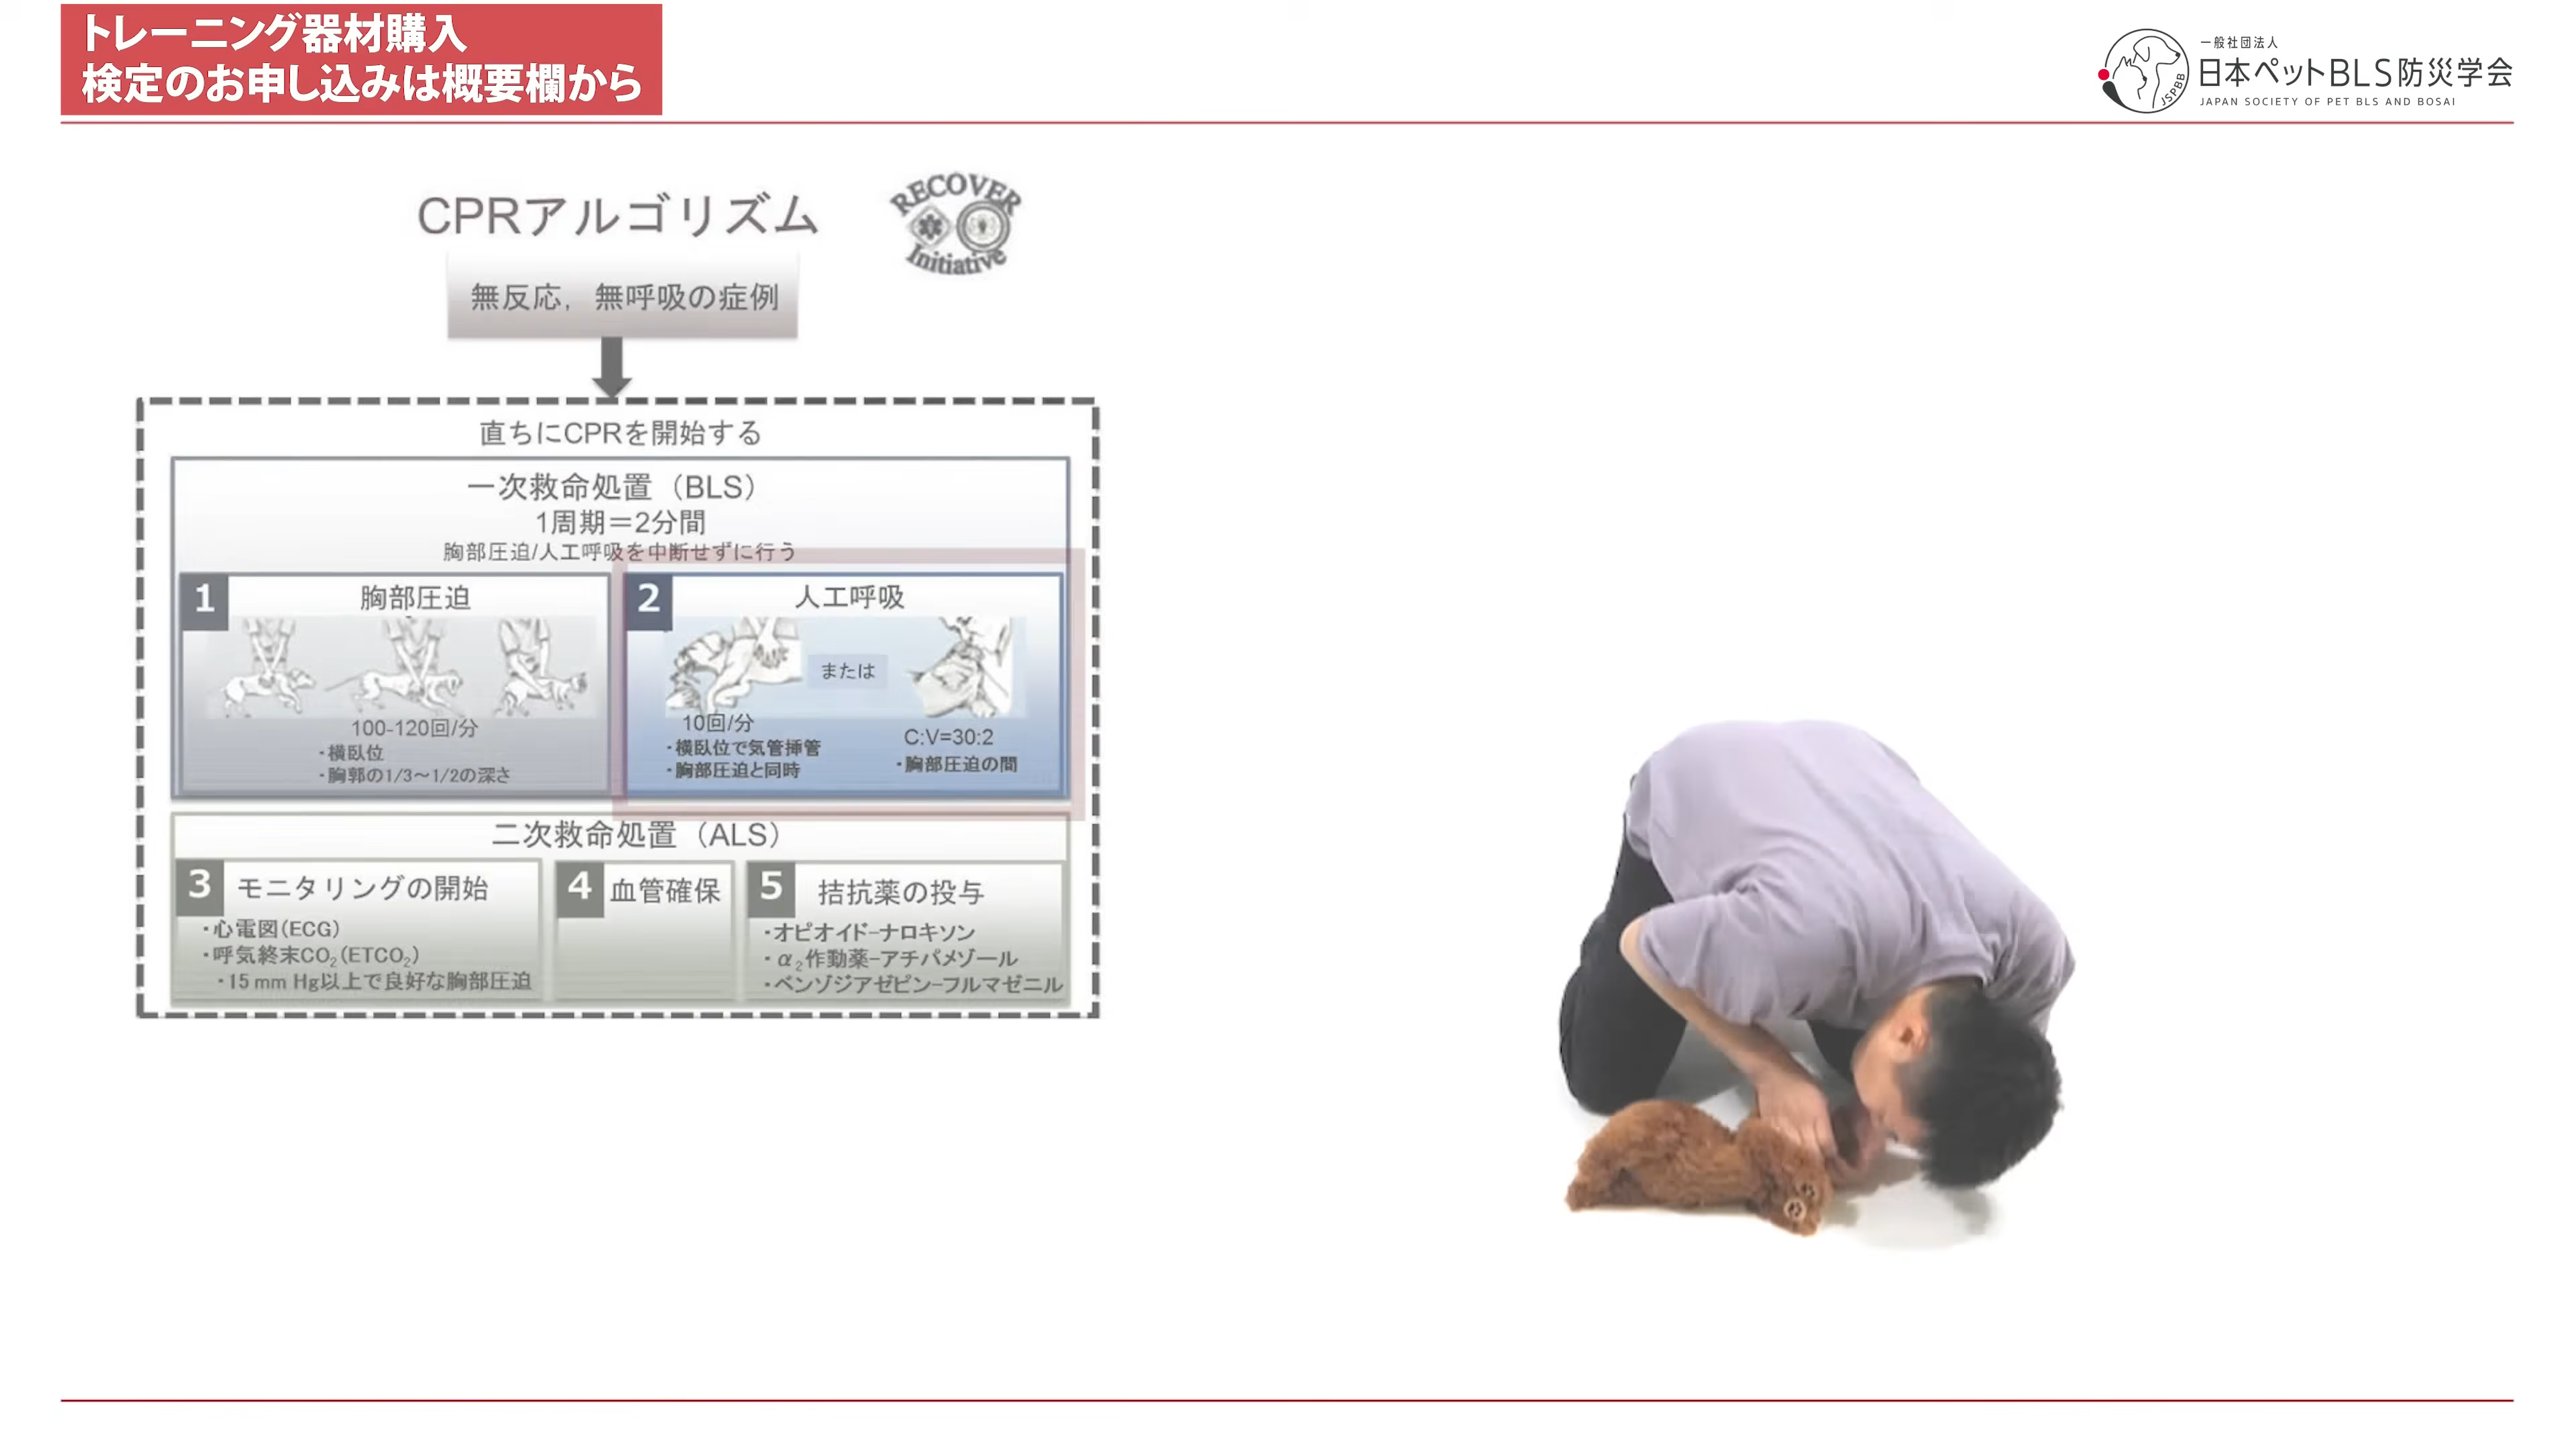 トレーニング器材購入
検定のお申し込みは概要欄から
一般社団法人
日本ペットBLS防災学会
JAPAN SOCIETY OF PET BLS AND BOSAI
JSPBB
CPRアルゴリズム
RECOVER
Initiative
無反応，無呼吸の症例
直ちにCPRを開始する
一次救命処置（BLS）
1周期＝2分間
胸部圧迫/人工呼吸を中断せずに行う
1 胸部圧迫
100-120回/分
・横臥位
・胸郭の1/3～1/2の深さ
2 人工呼吸
または
10回/分
・横臥位で気管挿管
・胸部圧迫と同時
C:V=30:2
・胸部圧迫の間
二次救命処置（ALS）
3 モニタリングの開始
・心電図(ECG)
・呼気終末CO₂(ETCO₂)
・15 mm Hg以上で良好な胸部圧迫
4 血管確保
5 拮抗薬の投与
・オピオイド−ナロキソン
・α₂作動薬−アチパメゾール
・ベンゾジアゼピン−フルマゼニル